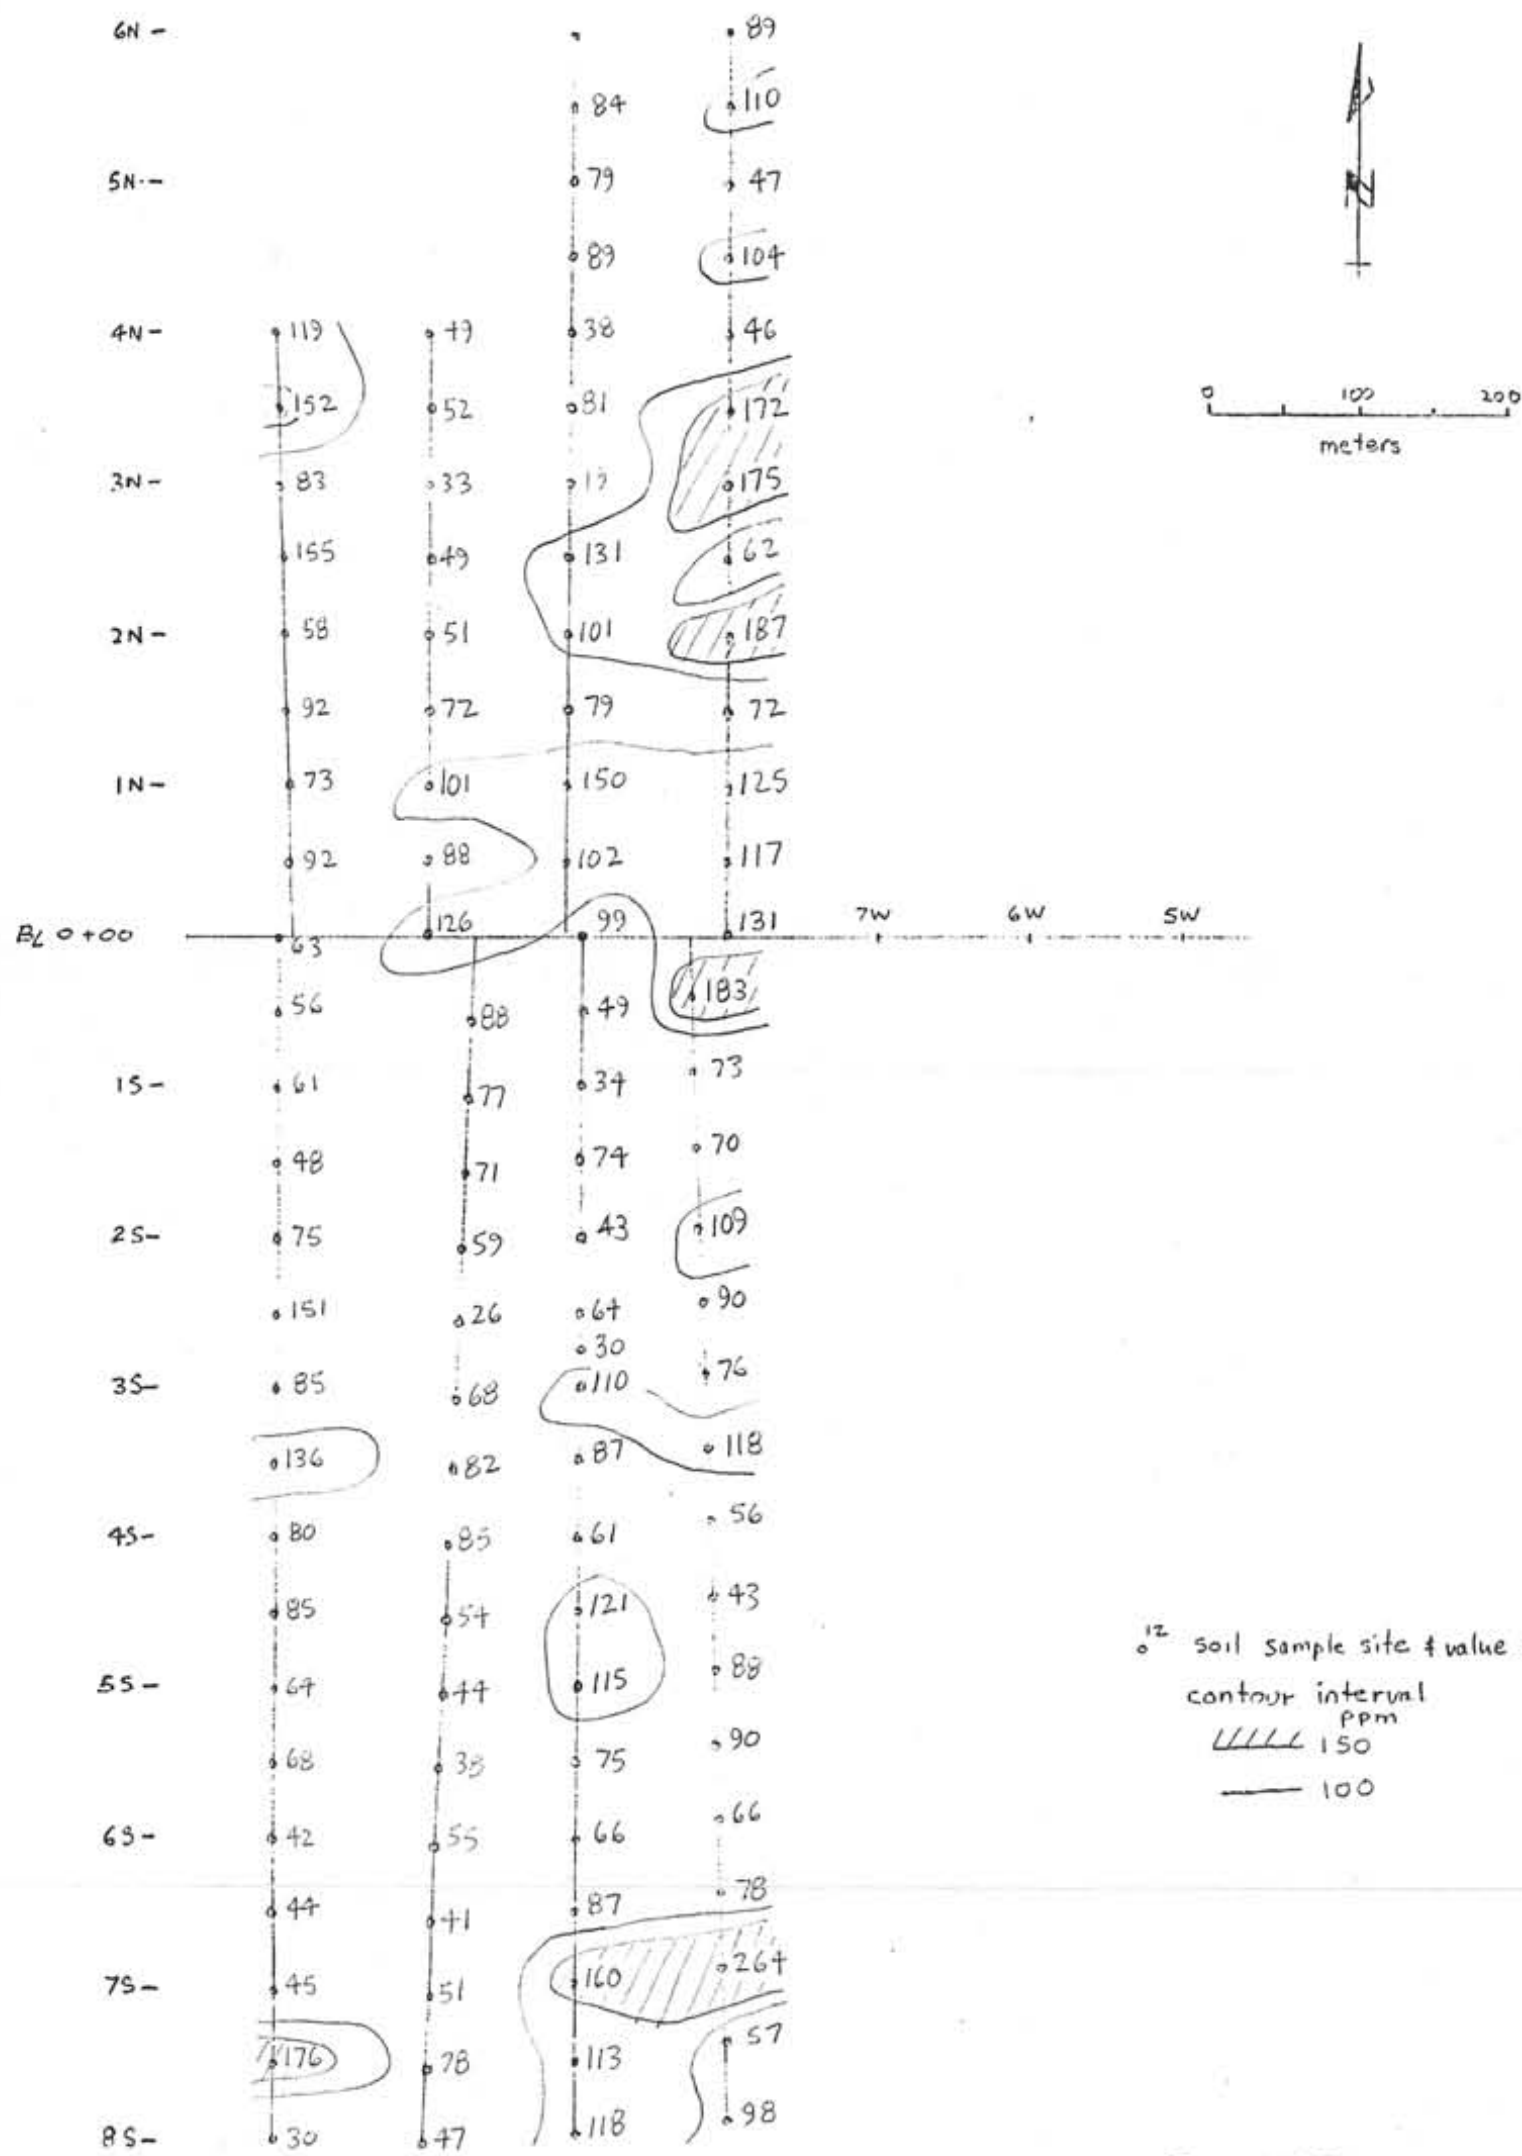 6N - 89
84 110
5N - 79 47
89 104
4N - 119 49 38 46
0 100 200
152 52 81 172
meters
3N - 83 33 175
155 49 131 62
2N - 58 51 101 187
92 72 79 72
1N - 73 101 150 125
92 88 102 117
BL 0+00 63 126 99 131 7W 6W 5W
56 88 49 183
1S - 61 77 34 73
48 71 74 70
2S - 75 59 43 109
151 26 64 90
30
3S - 85 68 110 76
136 82 87 118
4S - 80 85 61 56
85 54 121 43
12 soil sample site & value
5S - 64 44 115 88
contour interval
ppm
68 38 75 90
150
100
6S - 42 55 66 66
44 41 87 78
7S - 45 51 160 264
176 78 113 57
8S - 30 47 118 98
N